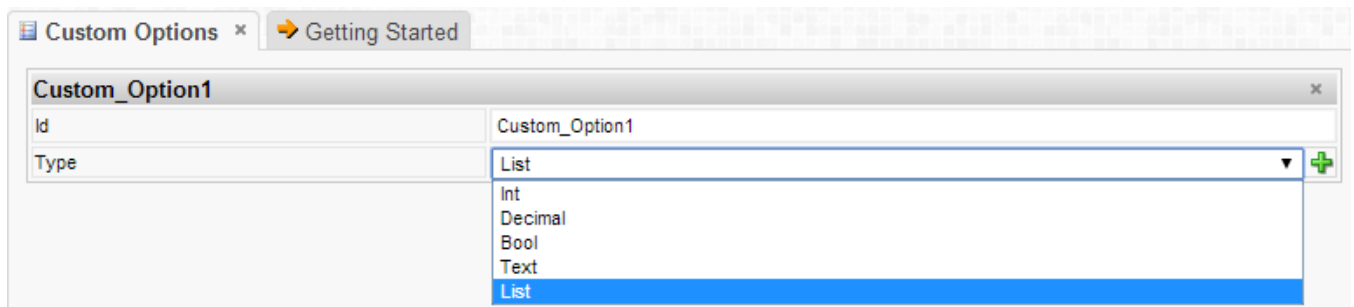 Custom Options × Getting Started
Custom_Option1 ×
Id Custom_Option1
Type List
Int
Decimal
Bool
Text
List